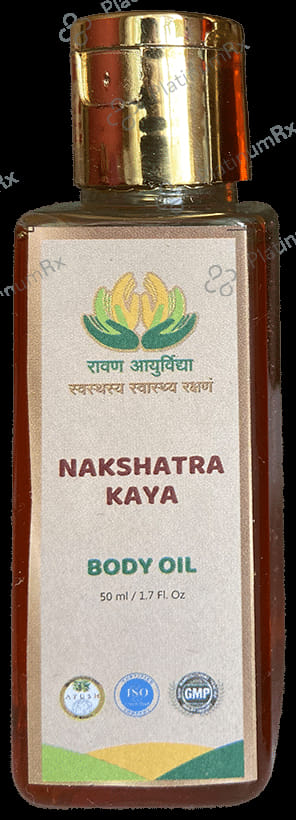 रावण आयुर्विद्या
स्वस्थस्य स्वास्थ्य रक्षणं
NAKSHATRA
KAYA
BODY OIL
50 ml / 1.7 Fl. Oz
AYUSH
ISO
GMP
PlatinumRx